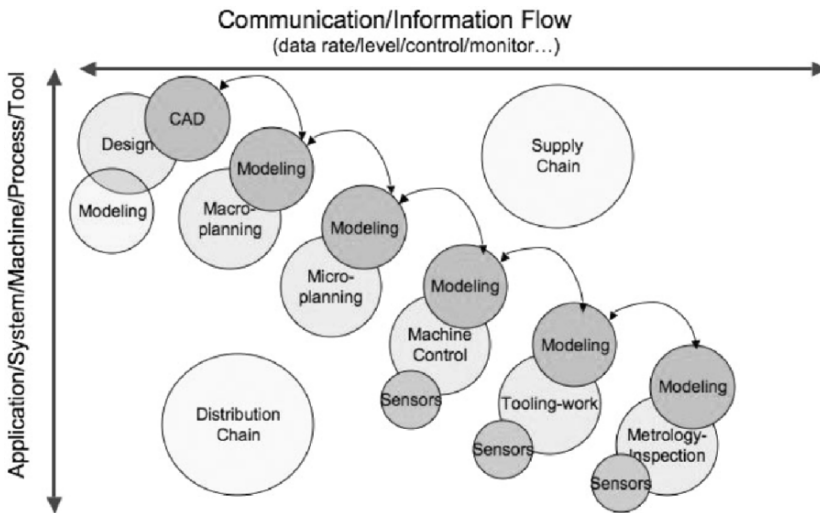 Communication/Information Flow
(data rate/level/control/monitor…)
Application/System/Machine/Process/Tool
CAD
Design
Modeling
Modeling
Macro-
planning
Supply
Chain
Modeling
Micro-
planning
Modeling
Machine
Control
Sensors
Modeling
Tooling-work
Sensors
Modeling
Metrology-
Inspection
Sensors
Distribution
Chain